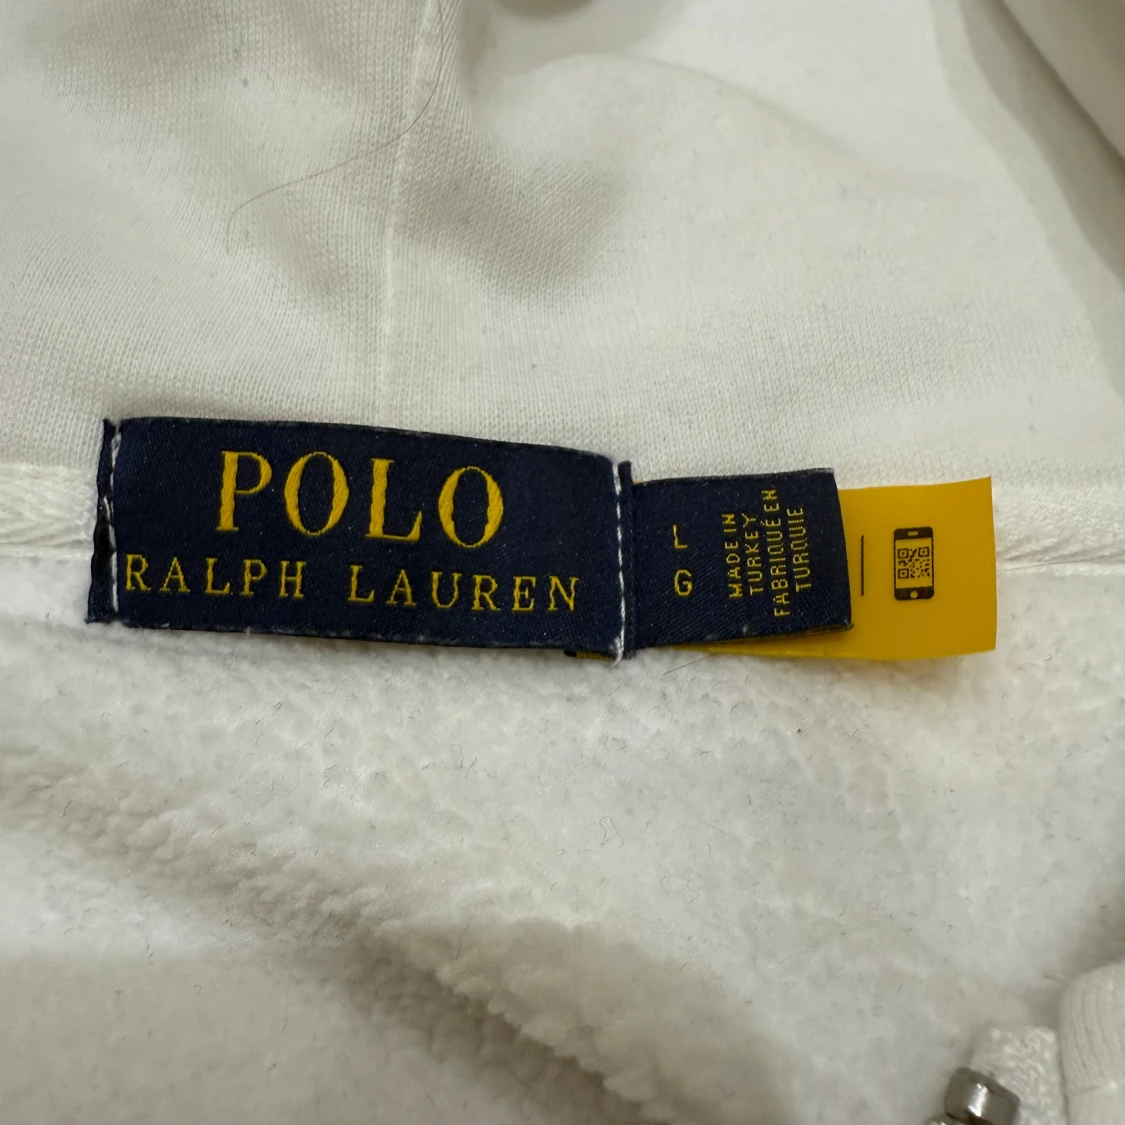 POLO
RALPH LAUREN
L
G
MADE IN
TURKEY
FABRIQUÉ EN
TURQUIE